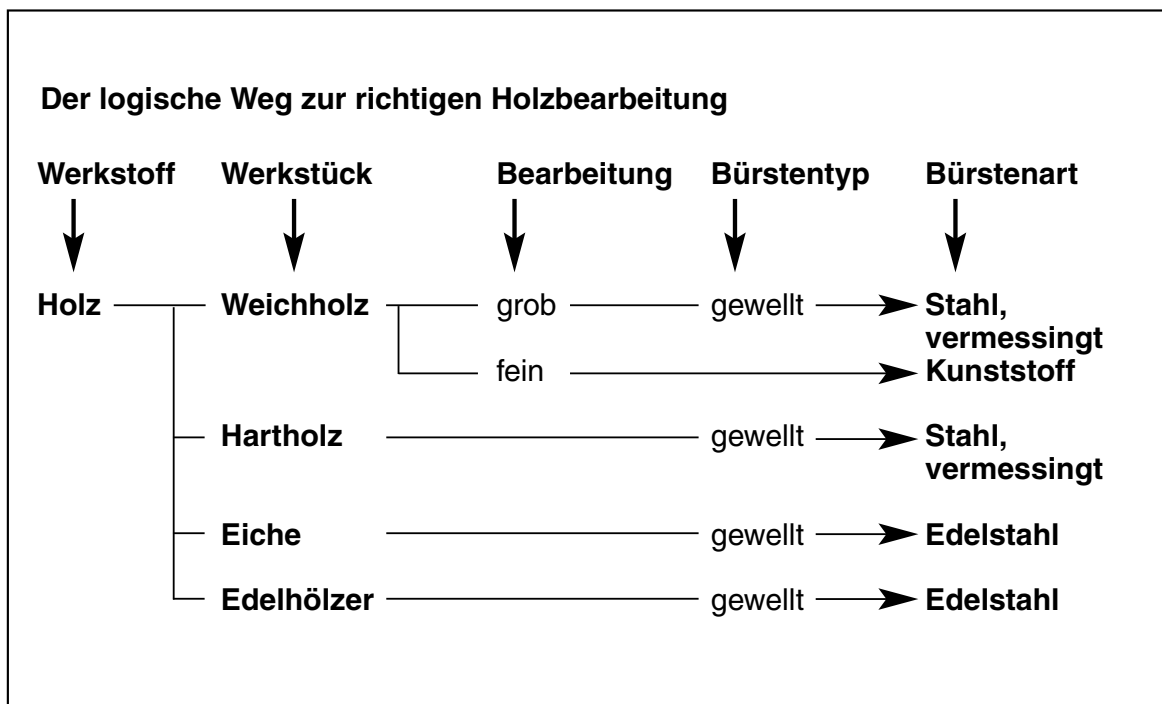 Der logische Weg zur richtigen Holzbearbeitung
Werkstoff Werkstück Bearbeitung Bürstentyp Bürstenart
Holz Weichholz grob gewellt Stahl,
vermessingt
fein Kunststoff
Hartholz gewellt Stahl,
vermessingt
Eiche gewellt Edelstahl
Edelhölzer gewellt Edelstahl